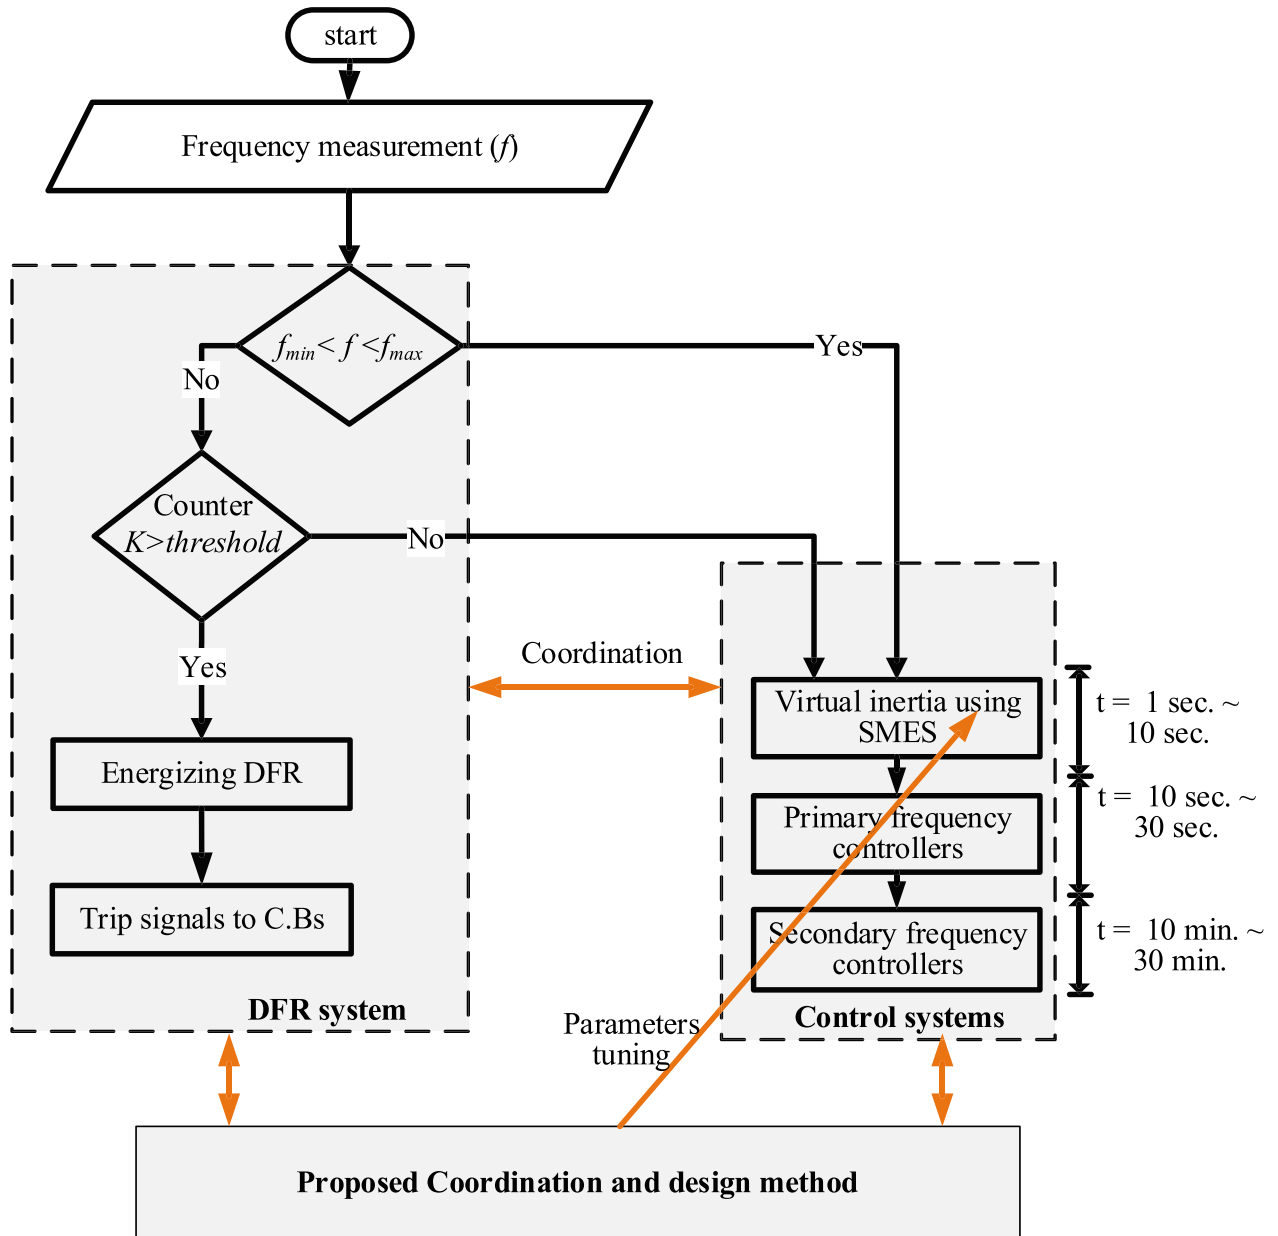 start
Frequency measurement (f)
f_min < f < f_max
Yes
No
Counter
K>threshold
No
Yes
Coordination
Energizing DFR
Trip signals to C.Bs
DFR system
Virtual inertia using
SMES
t = 1 sec. ~
10 sec.
Primary frequency
controllers
t = 10 sec. ~
30 sec.
Secondary frequency
controllers
t = 10 min. ~
30 min.
Control systems
Parameters
tuning
Proposed Coordination and design method